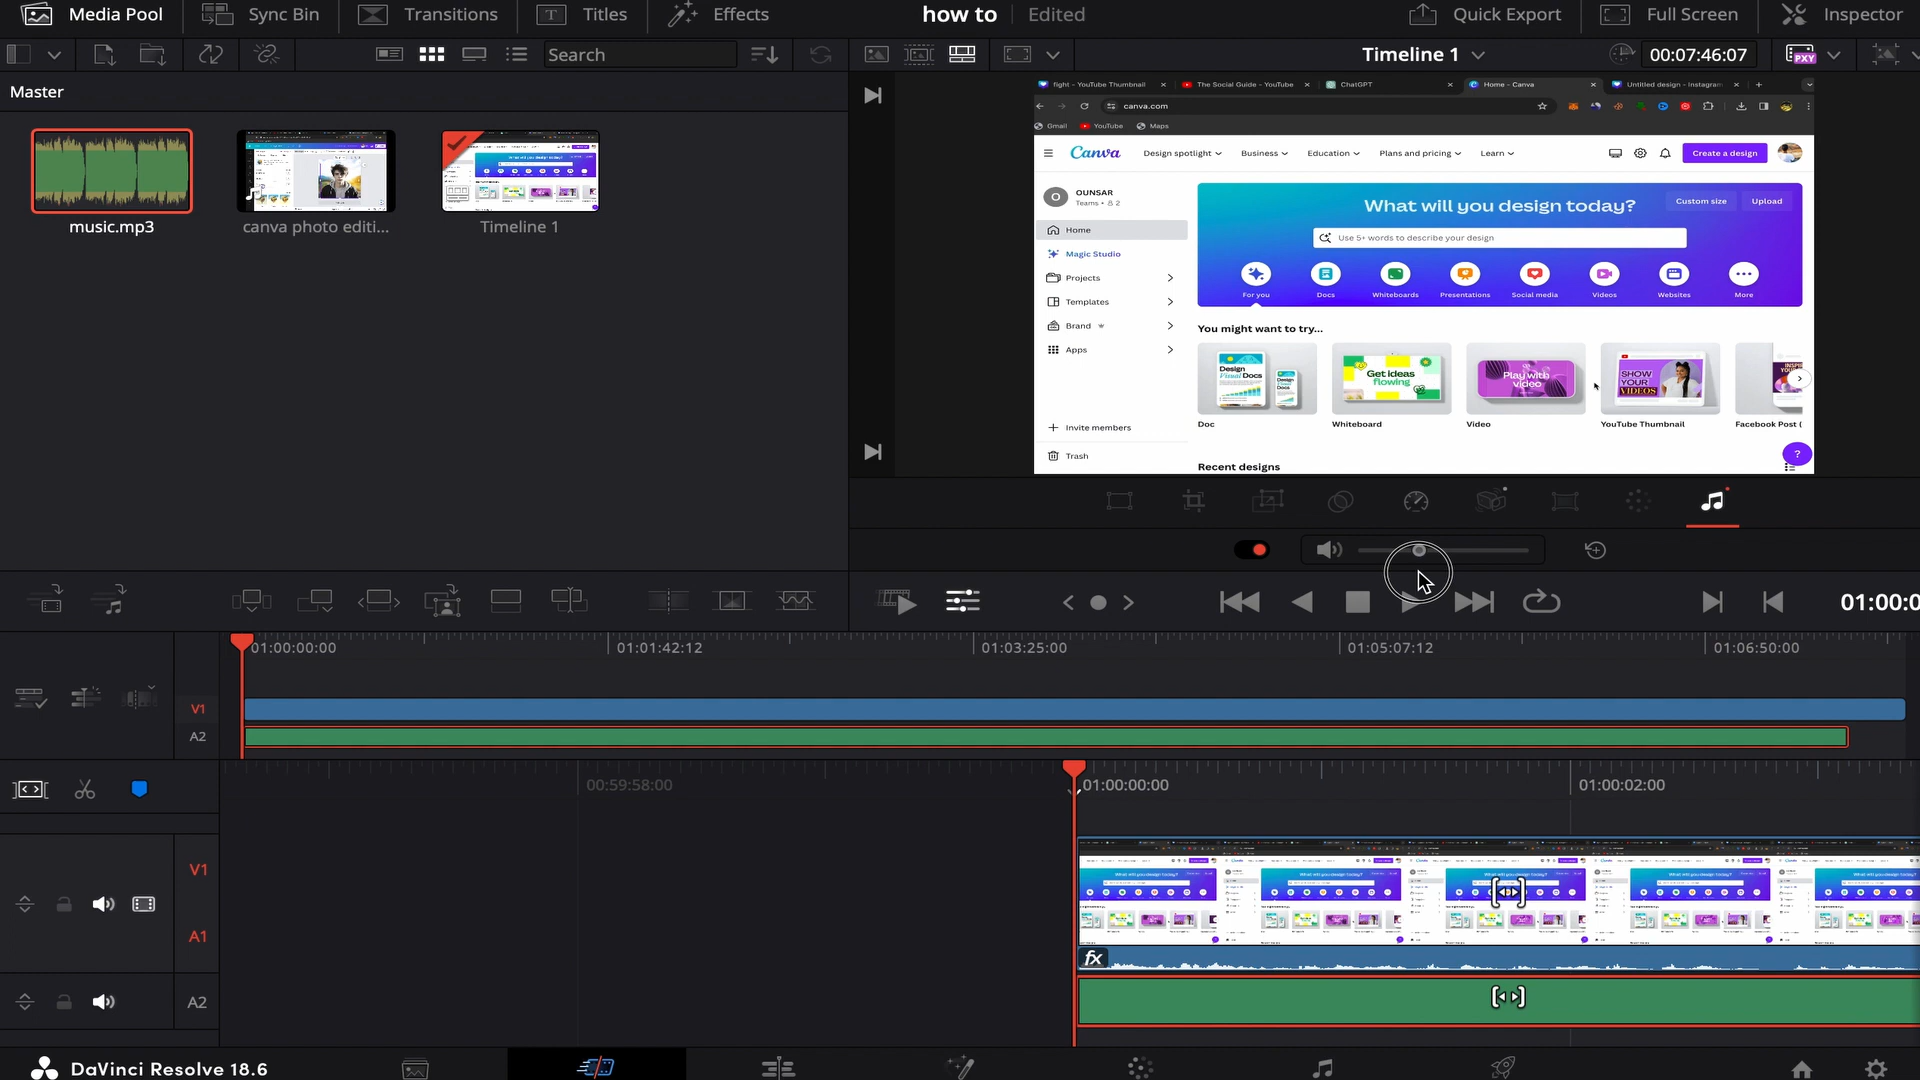 Media Pool
Sync Bin
Transitions
Titles
Effects
how to
Edited
Quick Export
Full Screen
Inspector
Search
Timeline 1
00:07:46:07
PXY
Master
music.mp3
canva photo editi...
Timeline 1
fight - YouTube Thumbnail
The Social Guide - YouTube
ChatGPT
Home - Canva
Untitled design - Instagram
canva.com
Gmail
YouTube
Maps
Canva
Design spotlight
Business
Education
Plans and pricing
Learn
Create a design
O
OUNSAR
Teams • 2
Home
Magic Studio
Projects
Templates
Brand
Apps
Invite members
Trash
What will you design today?
Custom size
Upload
Use 5+ words to describe your design
For you
Docs
Whiteboards
Presentations
Social media
Videos
Websites
More
You might want to try...
Design Visual Docs
Get ideas flowing
Play with video
SHOW YOUR VIDEOS
Doc
Whiteboard
Video
YouTube Thumbnail
Facebook Post (
Recent designs
?
01:00:0
01:00:00:00
01:01:42:12
01:03:25:00
01:05:07:12
01:06:50:00
V1
A2
00:59:58:00
01:00:00:00
01:00:02:00
V1
A1
fx
A2
DaVinci Resolve 18.6